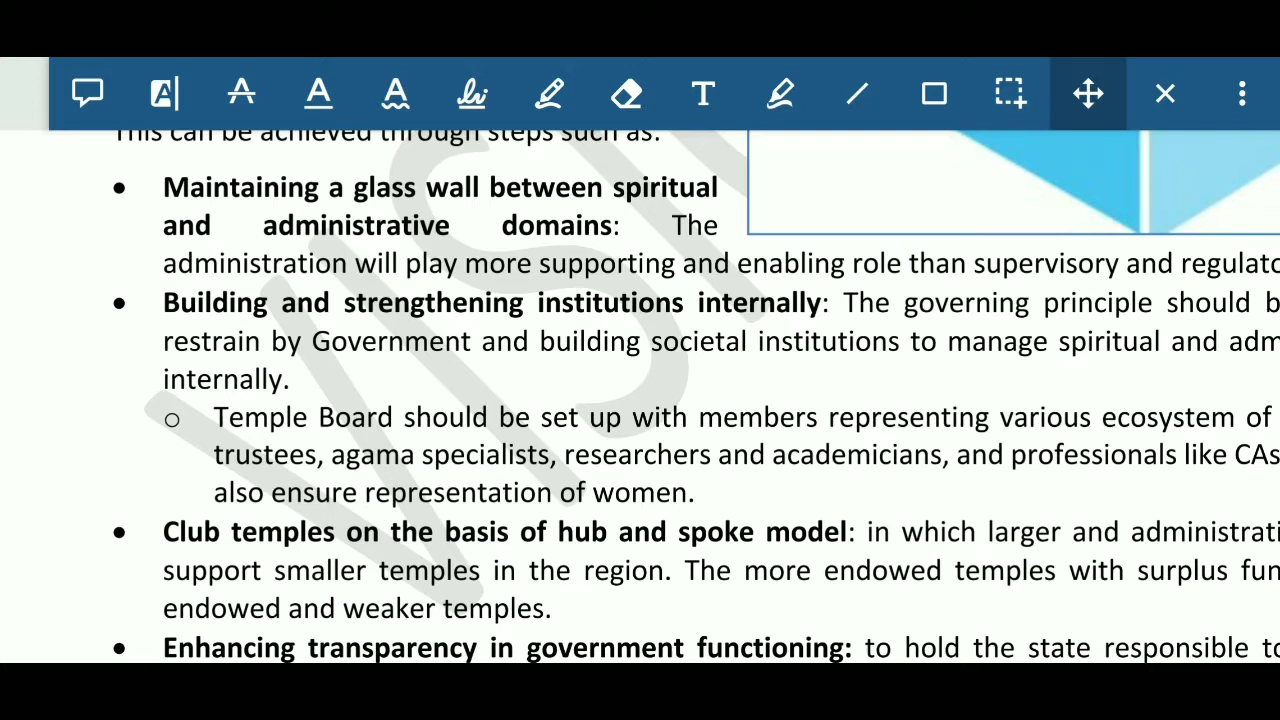 This can be achieved through steps such as:
• Maintaining a glass wall between spiritual
and administrative domains: The
administration will play more supporting and enabling role than supervisory and
• Building and strengthening institutions internally: The governing principle should
restrain by Government and building societal institutions to manage spiritual and
internally.
o Temple Board should be set up with members representing various ecosystem of
trustees, agama specialists, researchers and academicians, and professionals like CAs
also ensure representation of women.
• Club temples on the basis of hub and spoke model: in which larger and
support smaller temples in the region. The more endowed temples with surplus
endowed and weaker temples.
• Enhancing transparency in government functioning: to hold the state responsible